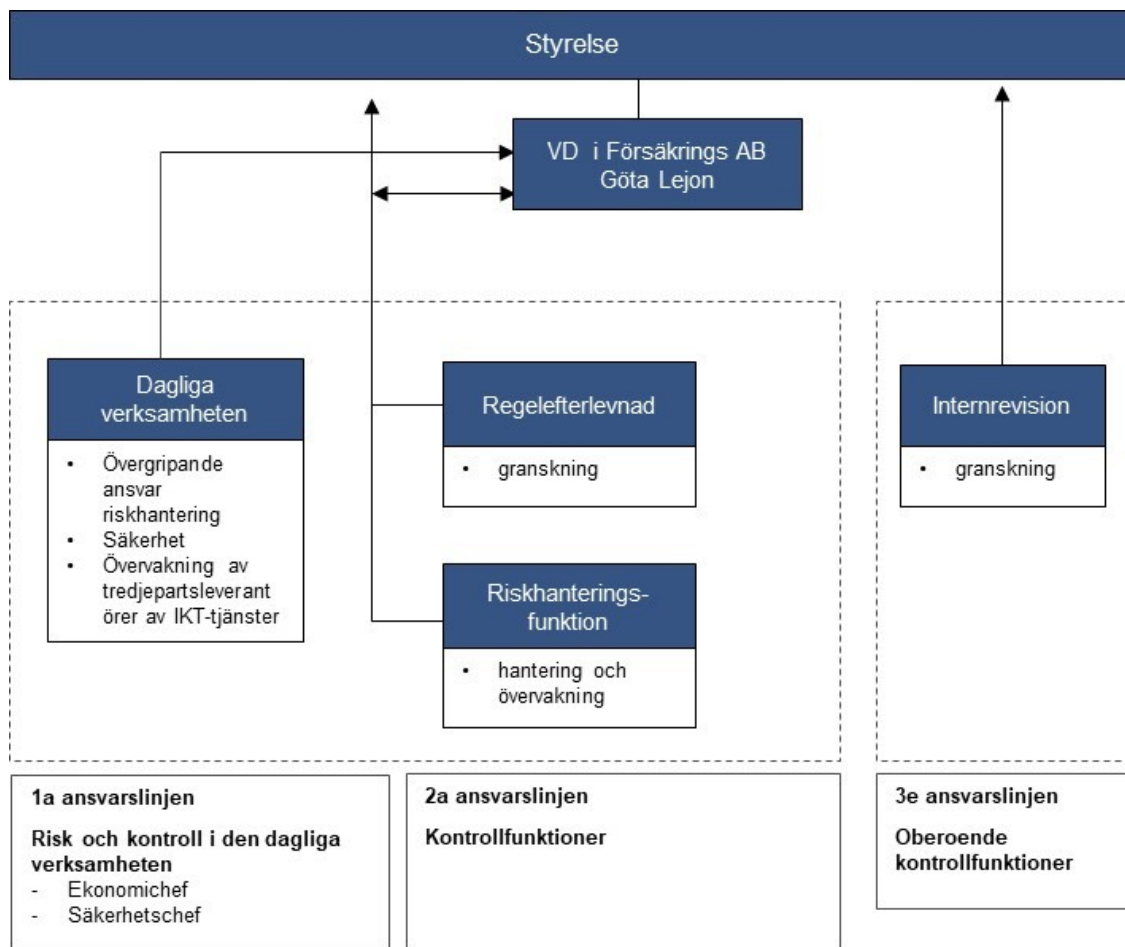 Styrelse
VD i Försäkrings AB
Göta Lejon
Dagliga
verksamheten
• Övergripande
ansvar
riskhantering
• Säkerhet
• Övervakning av
tredjepartsleverant
örer av IKT-tjänster
Regelefterlevnad
• granskning
Riskhanterings-
funktion
• hantering och
övervakning
Internrevision
• granskning
1a ansvarslinjen
Risk och kontroll i den dagliga
verksamheten
- Ekonomichef
- Säkerhetschef
2a ansvarslinjen
Kontrollfunktioner
3e ansvarslinjen
Oberoende
kontrollfunktioner